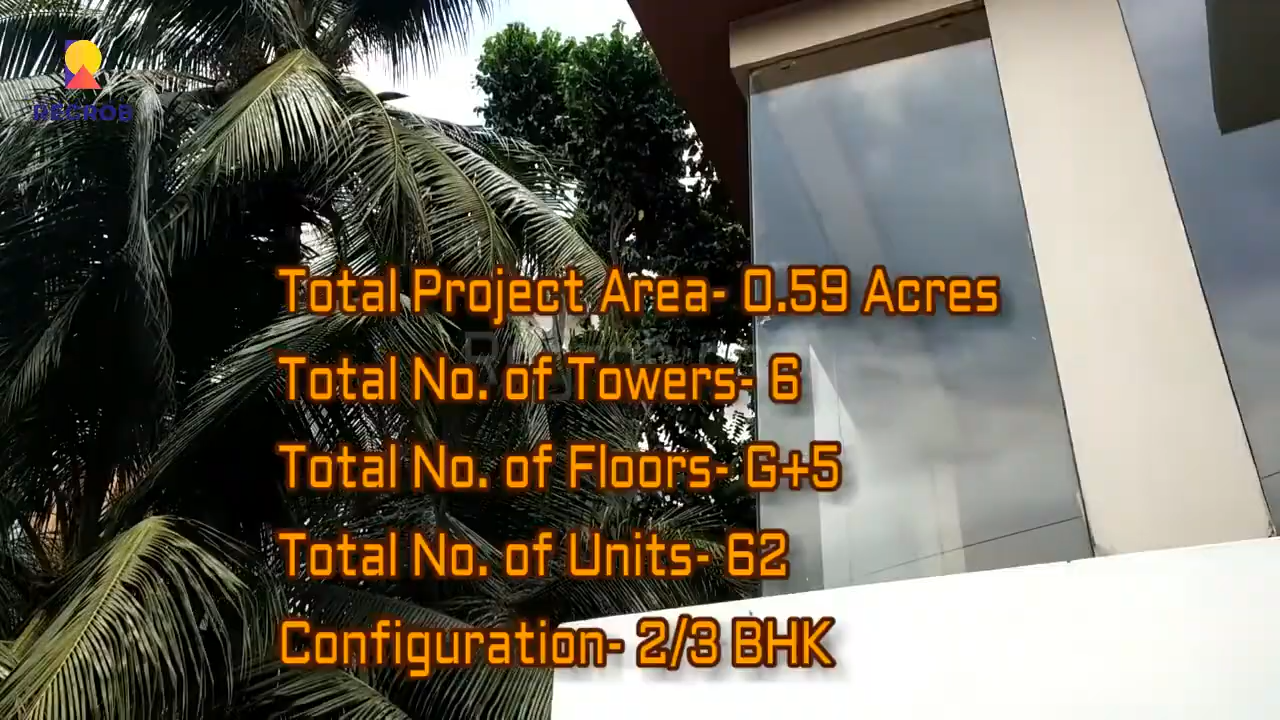 REGROB
Total Project Area- 0.59 Acres
Total No. of Towers- 6
Total No. of Floors- G+5
Total No. of Units- 62
Configuration- 2/3 BHK